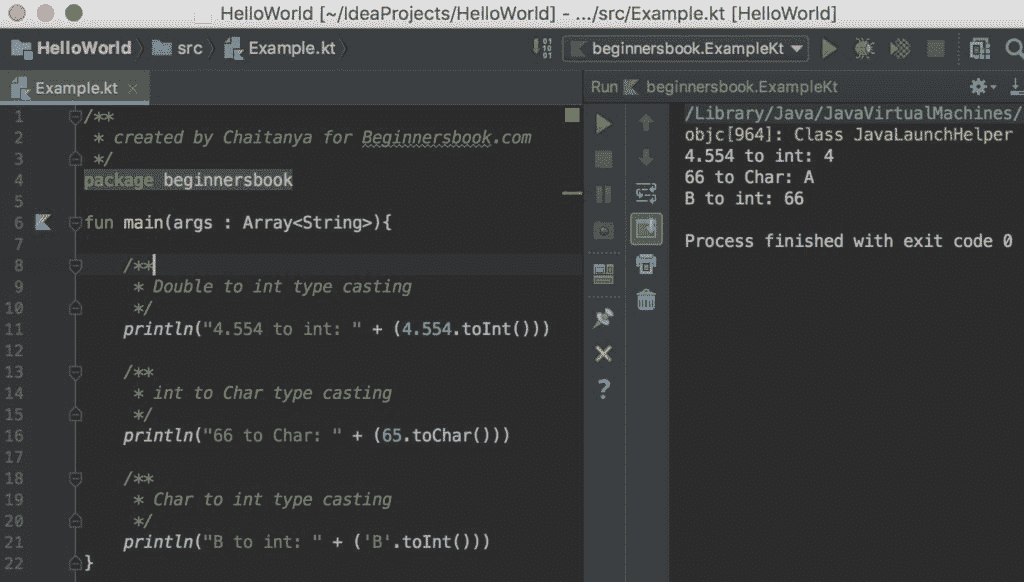 HelloWorld [~/IdeaProjects/HelloWorld] - .../src/Example.kt [HelloWorld]
HelloWorld src Example.kt beginnersbook.ExampleKt
Example.kt
1 /**
2 * created by Chaitanya for Beginnersbook.com
3 */
4 package beginnersbook
5
6 fun main(args : Array<String>){
7
8 /**
9 * Double to int type casting
10 */
11 println("4.554 to int: " + (4.554.toInt()))
12
13 /**
14 * int to Char type casting
15 */
16 println("66 to Char: " + (65.toChar()))
17
18 /**
19 * Char to int type casting
20 */
21 println("B to int: " + ('B'.toInt()))
22 }
Run beginnersbook.ExampleKt
/Library/Java/JavaVirtualMachines/
objc[964]: Class JavaLaunchHelper
4.554 to int: 4
66 to Char: A
B to int: 66
Process finished with exit code 0